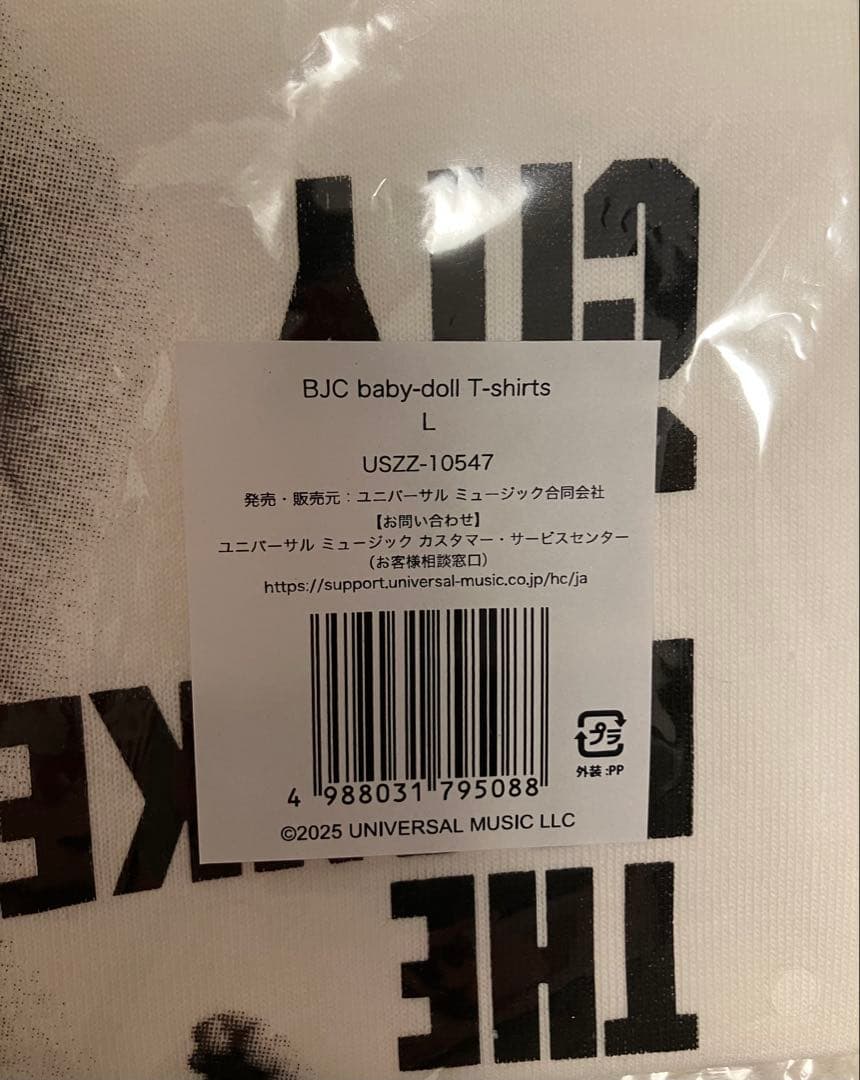 BJC baby-doll T-shirts
L
USZZ-10547
発売・販売元：ユニバーサル ミュージック合同会社
【お問い合わせ】
ユニバーサル ミュージック カスタマー・サービスセンター
（お客様相談窓口）
https://support.universal-music.co.jp/hc/ja
4 988031 795088
プラ
外装:PP
©2025 UNIVERSAL MUSIC LLC
THE
CITY